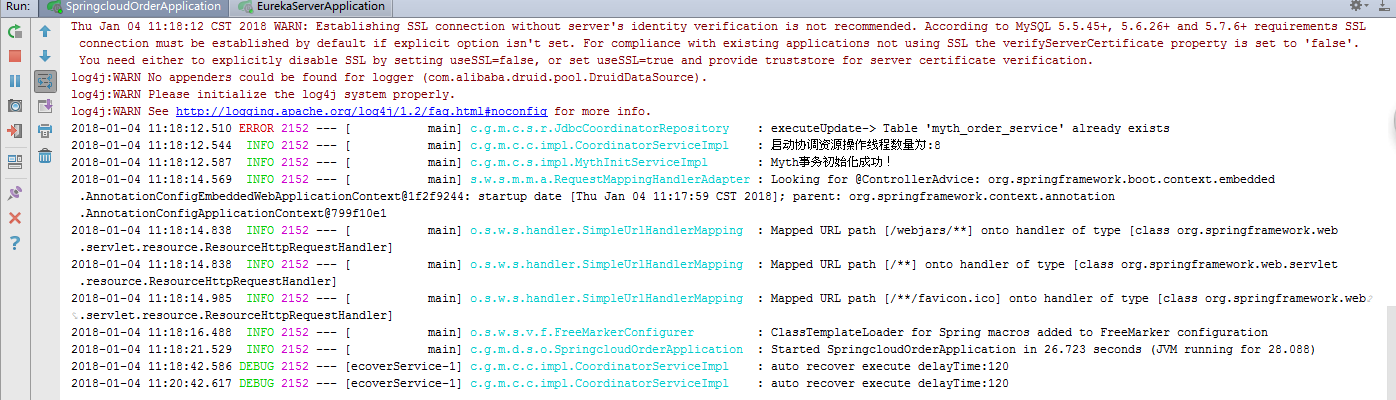 Run: SpringcloudOrderApplication EurekaServerApplication
Thu Jan 04 11:18:12 CST 2018 WARN: Establishing SSL connection without server's identity verification is not recommended. According to MySQL 5.5.45+, 5.6.26+ and 5.7.6+ requirements SSL
connection must be established by default if explicit option isn't set. For compliance with existing applications not using SSL the verifyServerCertificate property is set to 'false'.
You need either to explicitly disable SSL by setting useSSL=false, or set useSSL=true and provide truststore for server certificate verification.
log4j:WARN No appenders could be found for logger (com.alibaba.druid.pool.DruidDataSource).
log4j:WARN Please initialize the log4j system properly.
log4j:WARN See http://logging.apache.org/log4j/1.2/faq.html#noconfig for more info.
2018-01-04 11:18:12.510 ERROR 2152 --- [ main] c.g.m.c.s.r.JdbcCoordinatorRepository : executeUpdate-> Table 'myth_order_service' already exists
2018-01-04 11:18:12.544 INFO 2152 --- [ main] c.g.m.c.c.impl.CoordinatorServiceImpl : 启动协调资源操作线程数量为:8
2018-01-04 11:18:12.587 INFO 2152 --- [ main] c.g.m.c.s.impl.MythInitServiceImpl : Myth事务初始化成功！
2018-01-04 11:18:14.569 INFO 2152 --- [ main] s.w.s.m.m.a.RequestMappingHandlerAdapter : Looking for @ControllerAdvice: org.springframework.boot.context.embedded
.AnnotationConfigEmbeddedWebApplicationContext@1f2f9244: startup date [Thu Jan 04 11:17:59 CST 2018]; parent: org.springframework.context.annotation
.AnnotationConfigApplicationContext@799f10e1
2018-01-04 11:18:14.838 INFO 2152 --- [ main] o.s.w.s.handler.SimpleUrlHandlerMapping : Mapped URL path [/webjars/**] onto handler of type [class org.springframework.web
.servlet.resource.ResourceHttpRequestHandler]
2018-01-04 11:18:14.838 INFO 2152 --- [ main] o.s.w.s.handler.SimpleUrlHandlerMapping : Mapped URL path [/**] onto handler of type [class org.springframework.web.servlet
.resource.ResourceHttpRequestHandler]
2018-01-04 11:18:14.985 INFO 2152 --- [ main] o.s.w.s.handler.SimpleUrlHandlerMapping : Mapped URL path [/**/favicon.ico] onto handler of type [class org.springframework.web
.servlet.resource.ResourceHttpRequestHandler]
2018-01-04 11:18:16.488 INFO 2152 --- [ main] o.s.w.s.v.f.FreeMarkerConfigurer : ClassTemplateLoader for Spring macros added to FreeMarker configuration
2018-01-04 11:18:21.529 INFO 2152 --- [ main] c.g.m.d.s.o.SpringcloudOrderApplication : Started SpringcloudOrderApplication in 26.723 seconds (JVM running for 28.088)
2018-01-04 11:18:42.586 DEBUG 2152 --- [ecoverService-1] c.g.m.c.c.impl.CoordinatorServiceImpl : auto recover execute delayTime:120
2018-01-04 11:20:42.617 DEBUG 2152 --- [ecoverService-1] c.g.m.c.c.impl.CoordinatorServiceImpl : auto recover execute delayTime:120